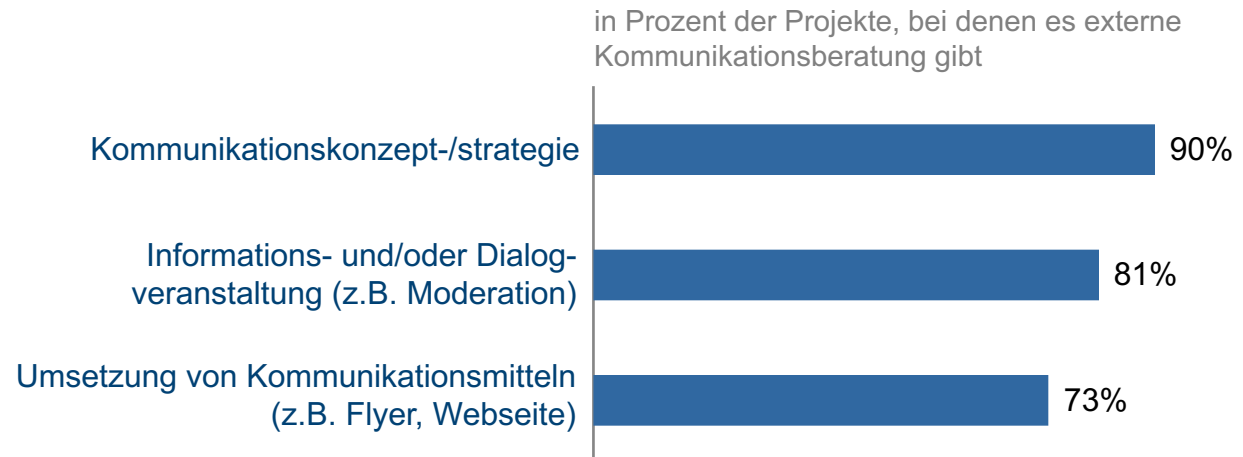 in Prozent der Projekte, bei denen es externe
Kommunikationsberatung gibt
Kommunikationskonzept-/strategie
90%
Informations- und/oder Dialog-
veranstaltung (z.B. Moderation)
81%
Umsetzung von Kommunikationsmitteln
(z.B. Flyer, Webseite)
73%